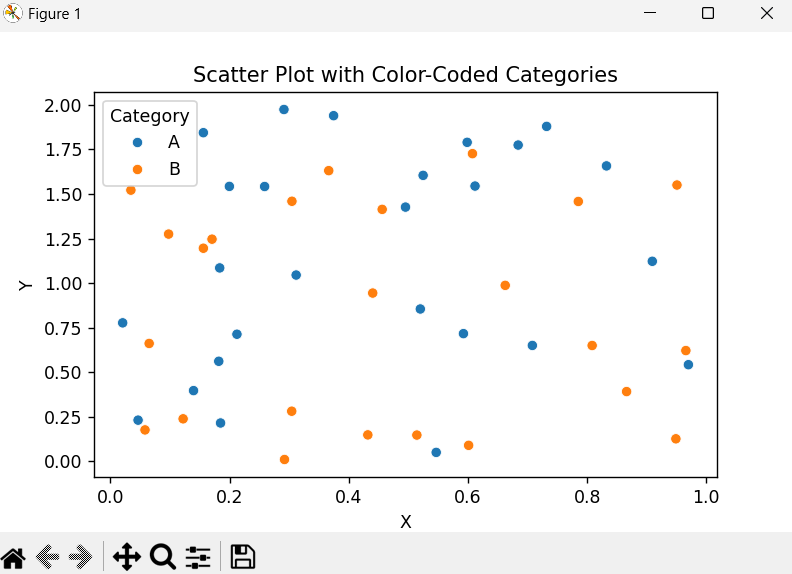 Figure 1
Scatter Plot with Color-Coded Categories
Category
A
B
2.00
1.75
1.50
1.25
1.00
0.75
0.50
0.25
0.00
Y
0.0 0.2 0.4 0.6 0.8 1.0
X